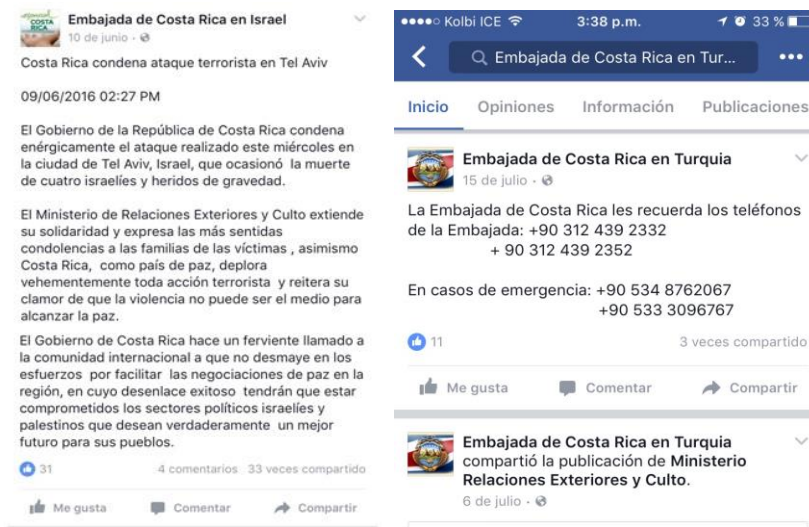 Embajada de Costa Rica en Israel
10 de junio
Costa Rica condena ataque terrorista en Tel Aviv
09/06/2016 02:27 PM
El Gobierno de la República de Costa Rica condena
enérgicamente el ataque realizado este miércoles en
la ciudad de Tel Aviv, Israel, que ocasionó la muerte
de cuatro israelíes y heridos de gravedad.
El Ministerio de Relaciones Exteriores y Culto extiende
su solidaridad y expresa las más sentidas
condolencias a las familias de las víctimas , asimismo
Costa Rica, como país de paz, deplora
vehementemente toda acción terrorista y reitera su
clamor de que la violencia no puede ser el medio para
alcanzar la paz.
El Gobierno de Costa Rica hace un ferviente llamado a
la comunidad internacional a que no desmaye en los
esfuerzos por facilitar las negociaciones de paz en la
región, en cuyo desenlace exitoso tendrán que estar
comprometidos los sectores políticos israelíes y
palestinos que desean verdaderamente un mejor
futuro para sus pueblos.
31 4 comentarios 33 veces compartido
Me gusta Comentar Compartir
Kolbi ICE 3:38 p.m. 33 %
Embajada de Costa Rica en Tur...
Inicio Opiniones Información Publicaciones
Embajada de Costa Rica en Turquia
15 de julio
La Embajada de Costa Rica les recuerda los teléfonos
de la Embajada: +90 312 439 2332
+ 90 312 439 2352
En casos de emergencia: +90 534 8762067
+90 533 3096767
11 3 veces compartido
Me gusta Comentar Compartir
Embajada de Costa Rica en Turquia
compartió la publicación de Ministerio
Relaciones Exteriores y Culto.
6 de julio